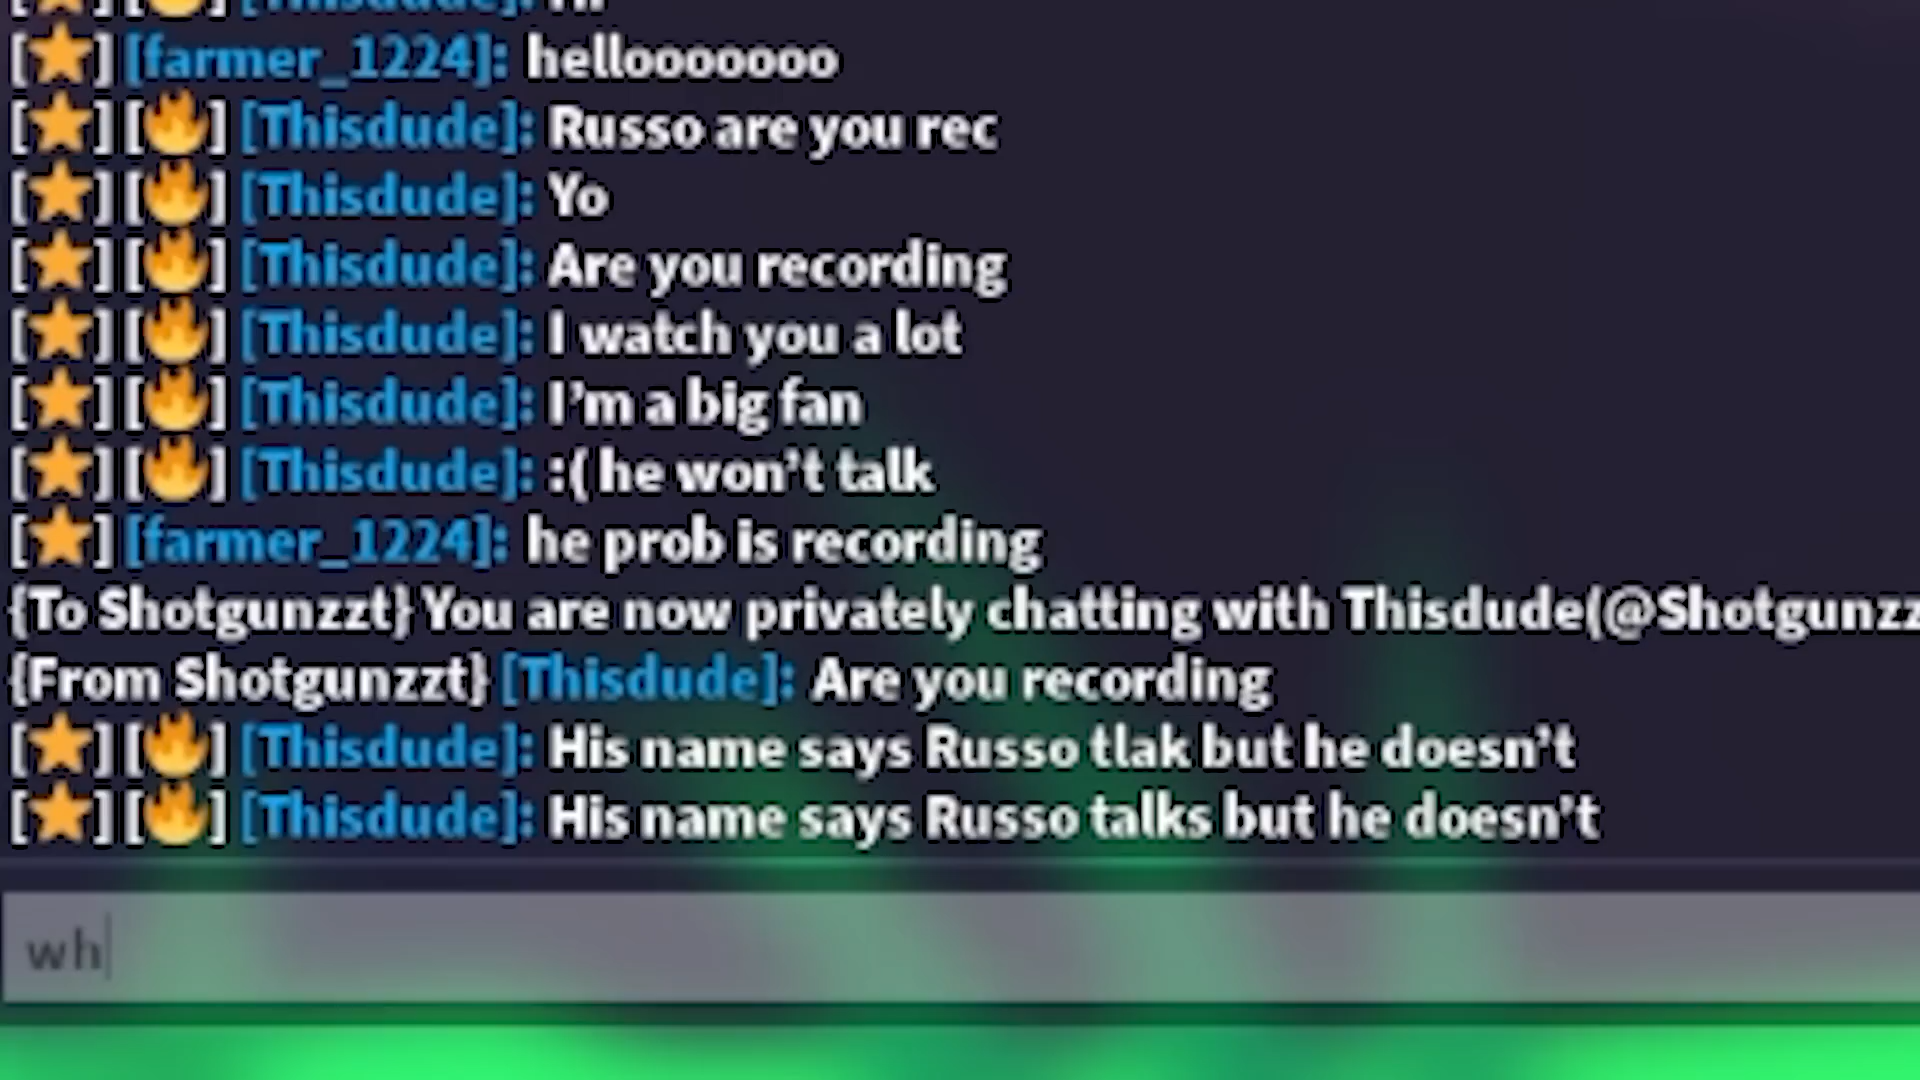 [⭐] [🔥] [Thisdude]: Hi
[⭐] [farmer_1224]: hellooooooo
[⭐] [🔥] [Thisdude]: Russo are you rec
[⭐] [🔥] [Thisdude]: Yo
[⭐] [🔥] [Thisdude]: Are you recording
[⭐] [🔥] [Thisdude]: I watch you a lot
[⭐] [🔥] [Thisdude]: I’m a big fan
[⭐] [🔥] [Thisdude]: :( he won’t talk
[⭐] [farmer_1224]: he prob is recording
{To Shotgunzzt} You are now privately chatting with Thisdude(@Shotgunzz
{From Shotgunzzt} [Thisdude]: Are you recording
[⭐] [🔥] [Thisdude]: His name says Russo tlak but he doesn’t
[⭐] [🔥] [Thisdude]: His name says Russo talks but he doesn’t
wh